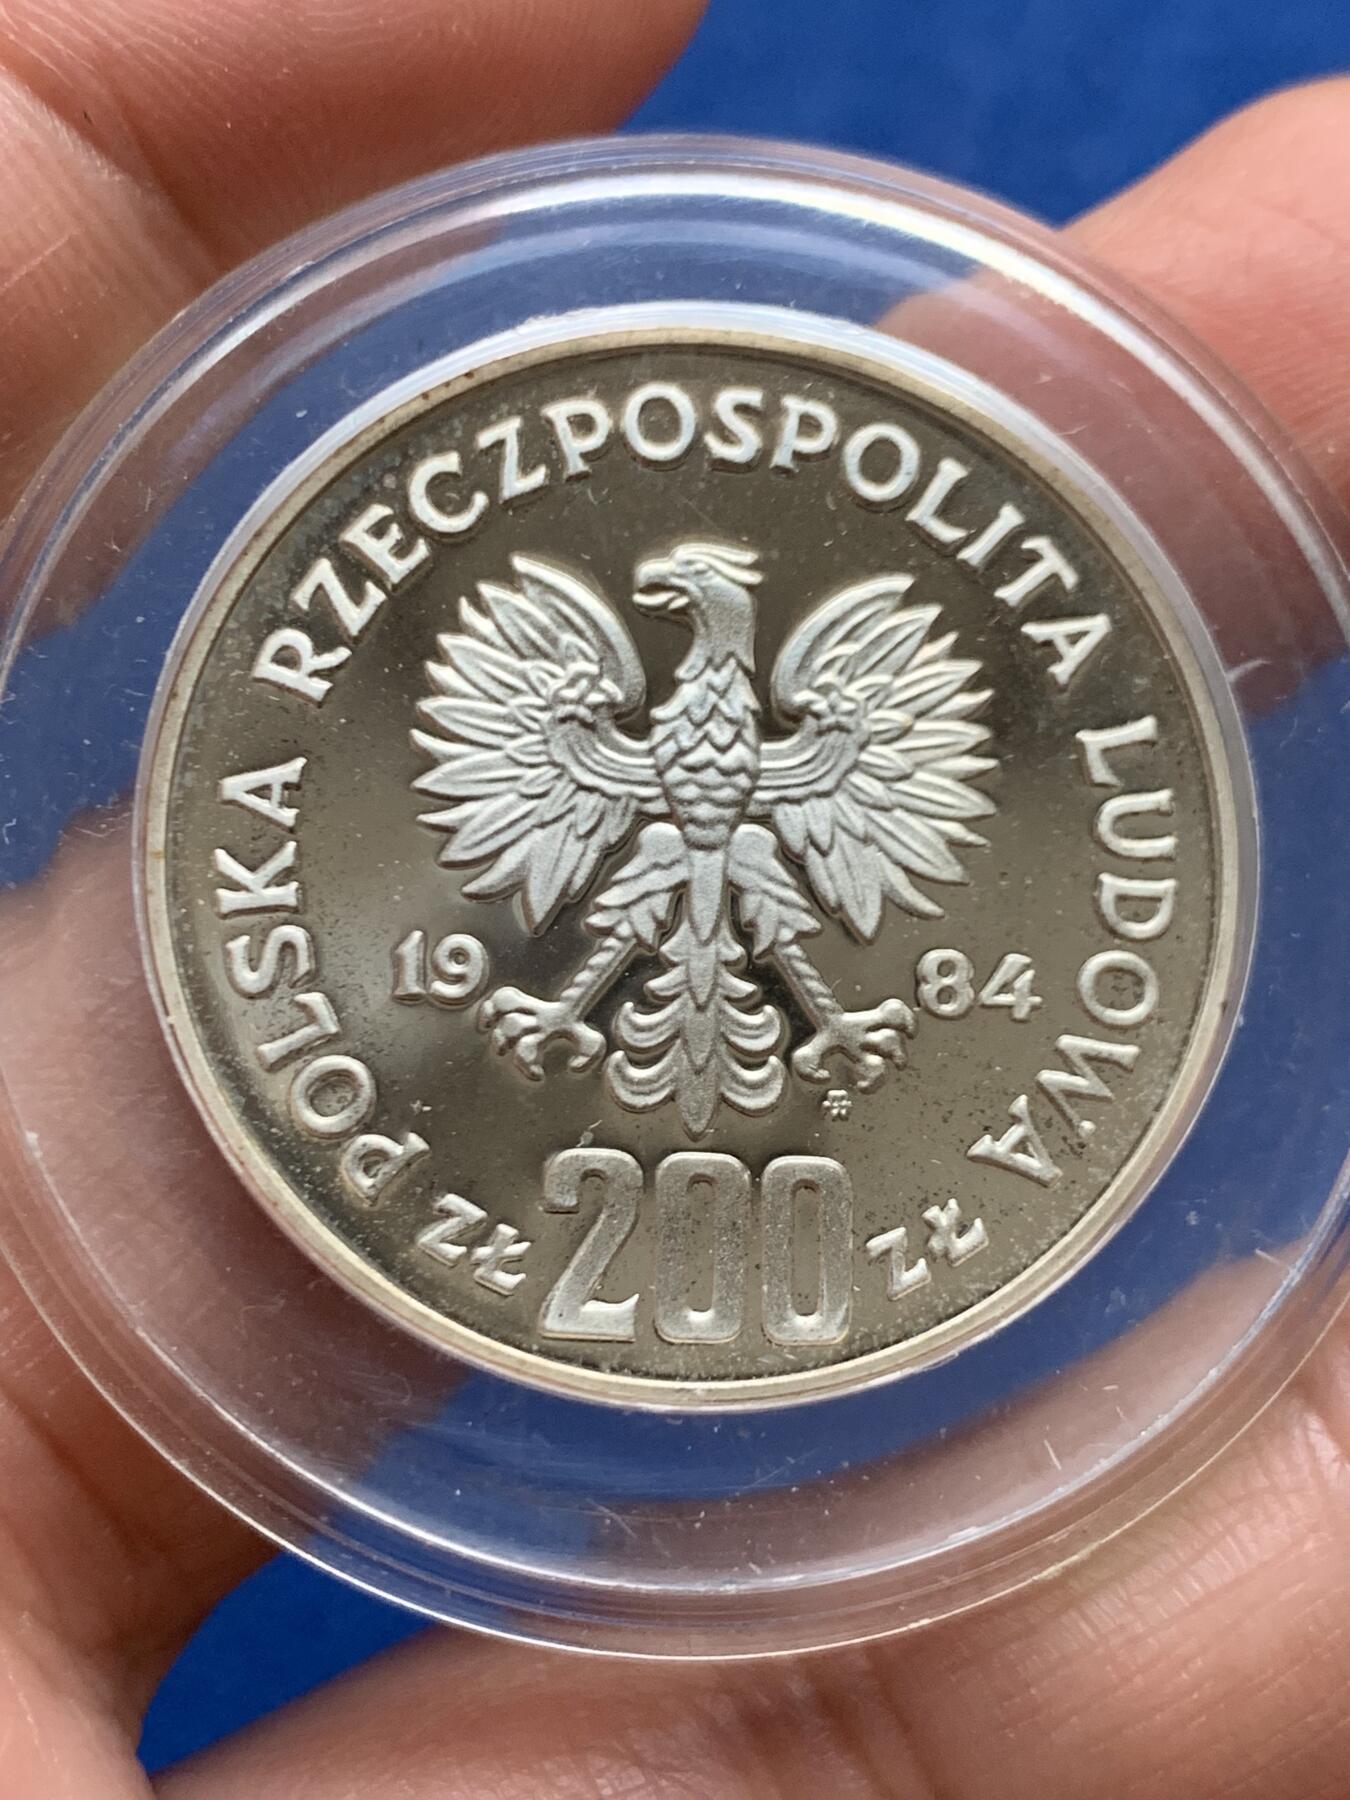 POLSKA RZECZPOSPOLITA LUDOWA
19 84
ZŁ 200 ZŁ